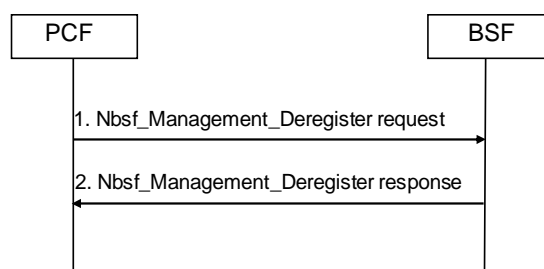 PCF
BSF
1. Nbsf_Management_Deregister request
2. Nbsf_Management_Deregister response